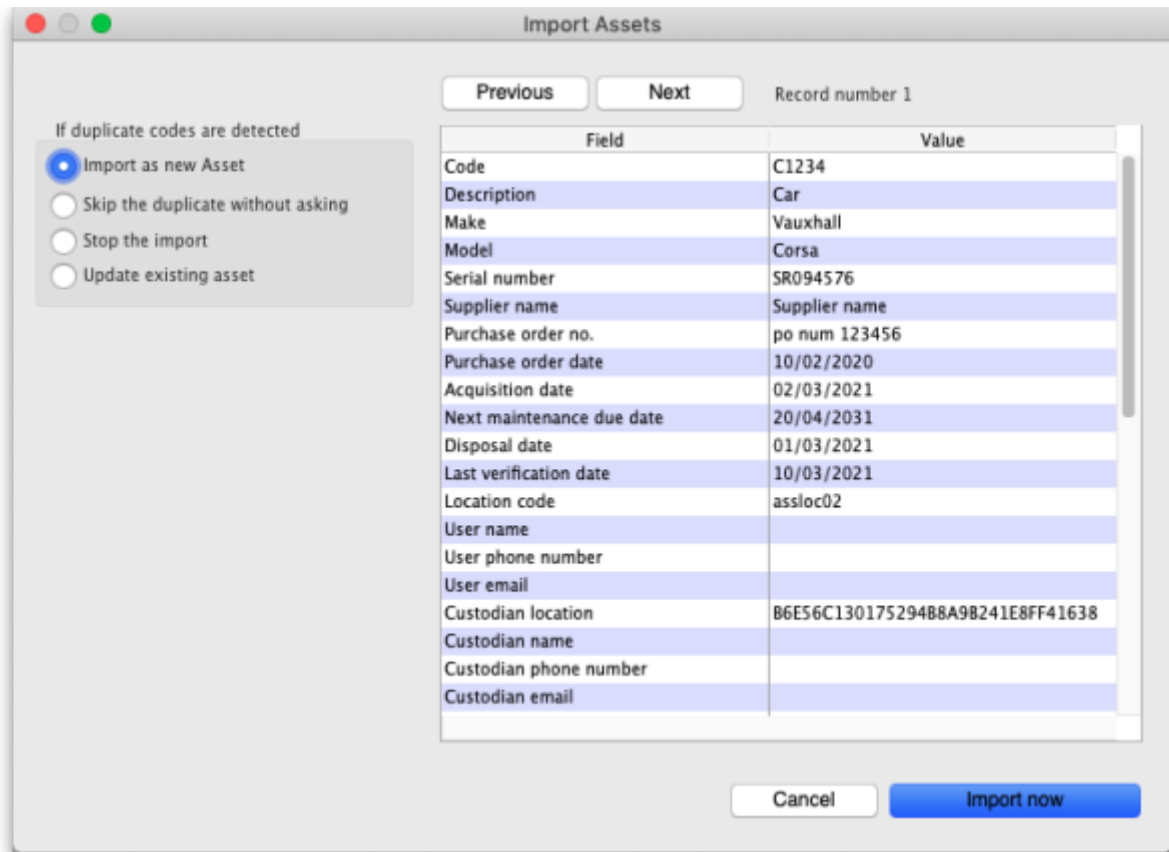 Import Assets
Previous Next Record number 1
If duplicate codes are detected
Import as new Asset
Skip the duplicate without asking
Stop the import
Update existing asset
Field Value
Code C1234
Description Car
Make Vauxhall
Model Corsa
Serial number SR094576
Supplier name Supplier name
Purchase order no. po num 123456
Purchase order date 10/02/2020
Acquisition date 02/03/2021
Next maintenance due date 20/04/2031
Disposal date 01/03/2021
Last verification date 10/03/2021
Location code assloc02
User name
User phone number
User email
Custodian location B6E56C130175294B8A9B241E8FF41638
Custodian name
Custodian phone number
Custodian email
Cancel Import now